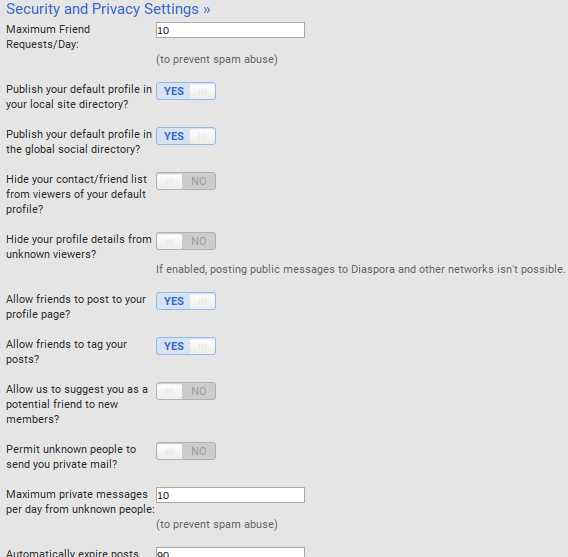 Security and Privacy Settings »
Maximum Friend
Requests/Day:
10
(to prevent spam abuse)
Publish your default profile in
your local site directory?
YES
Publish your default profile in
the global social directory?
YES
Hide your contact/friend list
from viewers of your default
profile?
NO
Hide your profile details from
unknown viewers?
NO
If enabled, posting public messages to Diaspora and other networks isn't possible.
Allow friends to post to your
profile page?
YES
Allow friends to tag your
posts?
YES
Allow us to suggest you as a
potential friend to new
members?
NO
Permit unknown people to
send you private mail?
NO
Maximum private messages
per day from unknown people:
10
(to prevent spam abuse)
Automatically expire posts
90